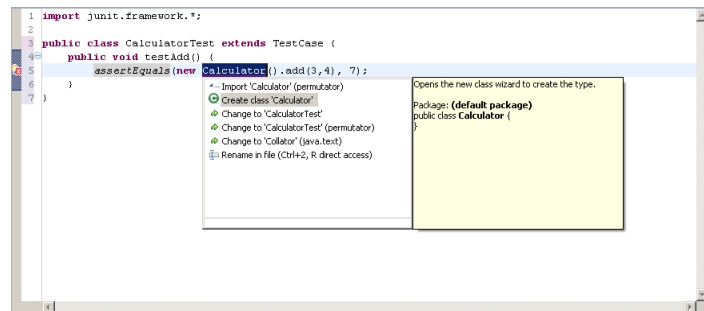 1 import junit.framework.*;
2
3 public class CalculatorTest extends TestCase {
4 public void testAdd() {
5 assertEquals(new Calculator().add(3,4), 7);
6 }
7 }
Import 'Calculator' (permutator)
Create class 'Calculator'
Change to 'CalculatorTest'
Change to 'CalculatorTest' (permutator)
Change to 'Collator' (java.text)
Rename in file (Ctrl+2, R direct access)
Opens the new class wizard to create the type.
Package: (default package)
public class Calculator {
}